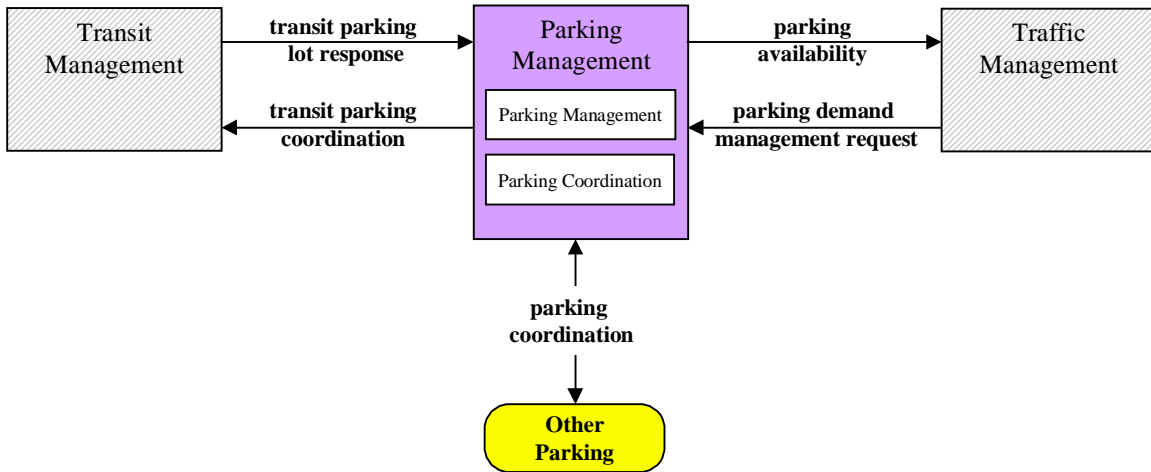 Transit
Management
transit parking
lot response
transit parking
coordination
Parking
Management
Parking Management
Parking Coordination
parking
availability
parking demand
management request
Traffic
Management
parking
coordination
Other
Parking